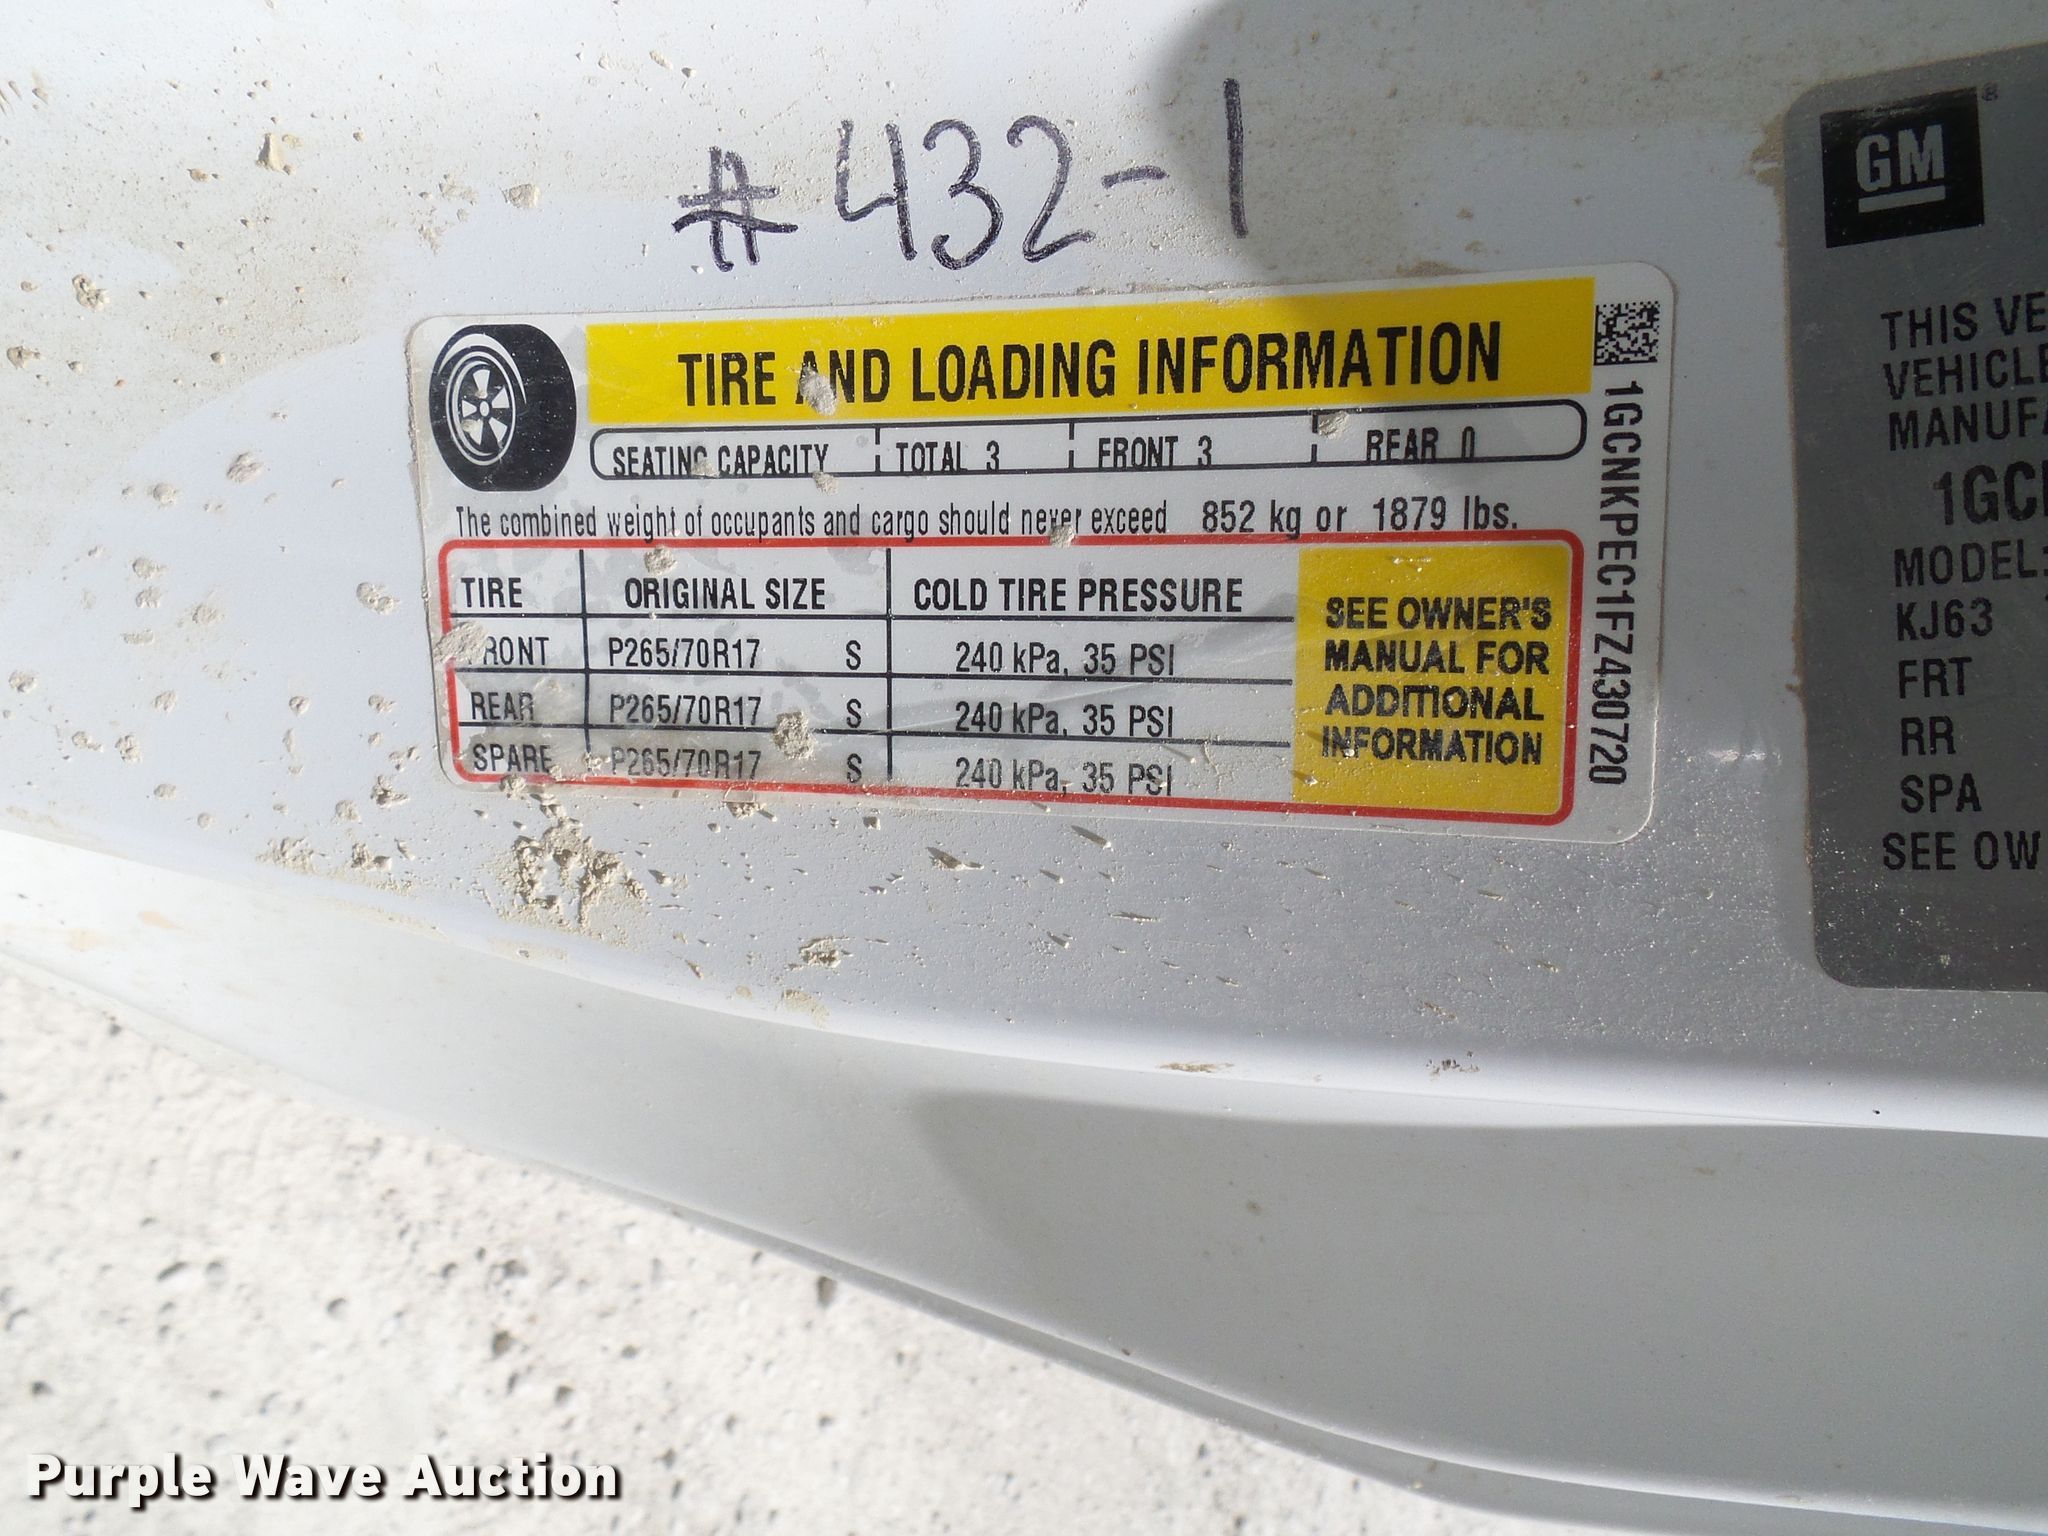 #432-1
TIRE AND LOADING INFORMATION
SEATING CAPACITY TOTAL 3 FRONT 3 REAR 0
The combined weight of occupants and cargo should never exceed 852 kg or 1879 lbs.
TIRE ORIGINAL SIZE COLD TIRE PRESSURE
FRONT P265/70R17 S 240 kPa, 35 PSI
REAR P265/70R17 S 240 kPa, 35 PSI
SPARE P265/70R17 S 240 kPa, 35 PSI
SEE OWNER'S
MANUAL FOR
ADDITIONAL
INFORMATION
1GCNKPEC1FZ430720
GM ®
THIS VE
VEHICLE
MANUFA
1GC
MODEL:
KJ63
FRT
RR
SPA
SEE OW
Purple Wave Auction